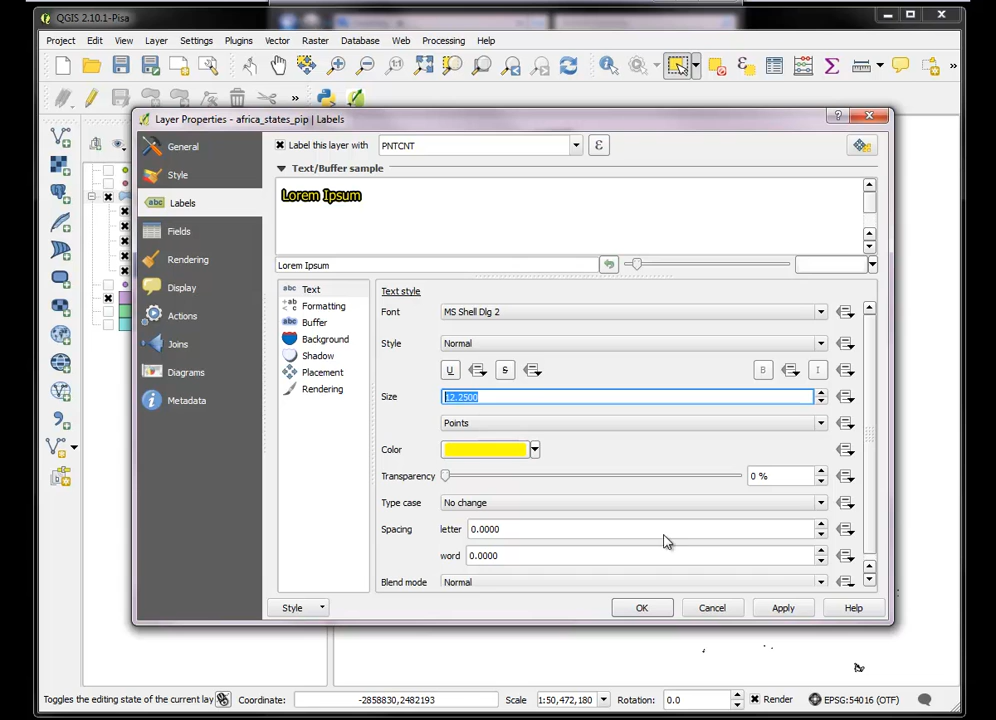 QGIS 2.10.1-Pisa
Project Edit View Layer Settings Plugins Vector Raster Database Web Processing Help
Layer Properties - africa_states_pip | Labels
General
Style
Labels
Fields
Rendering
Display
Actions
Joins
Diagrams
Metadata
Label this layer with PNTCNT ε
Text/Buffer sample
Lorem Ipsum
Lorem Ipsum
Text
Formatting
Buffer
Background
Shadow
Placement
Rendering
Text style
Font MS Shell Dlg 2
Style Normal
U S B I
Size 12.2500
Points
Color
Transparency 0 %
Type case No change
Spacing letter 0.0000
word 0.0000
Blend mode Normal
Style OK Cancel Apply Help
Toggles the editing state of the current lay Coordinate: -2858830,2482193 Scale 1:50,472,180 Rotation: 0.0 Render EPSG:54016 (OTF)